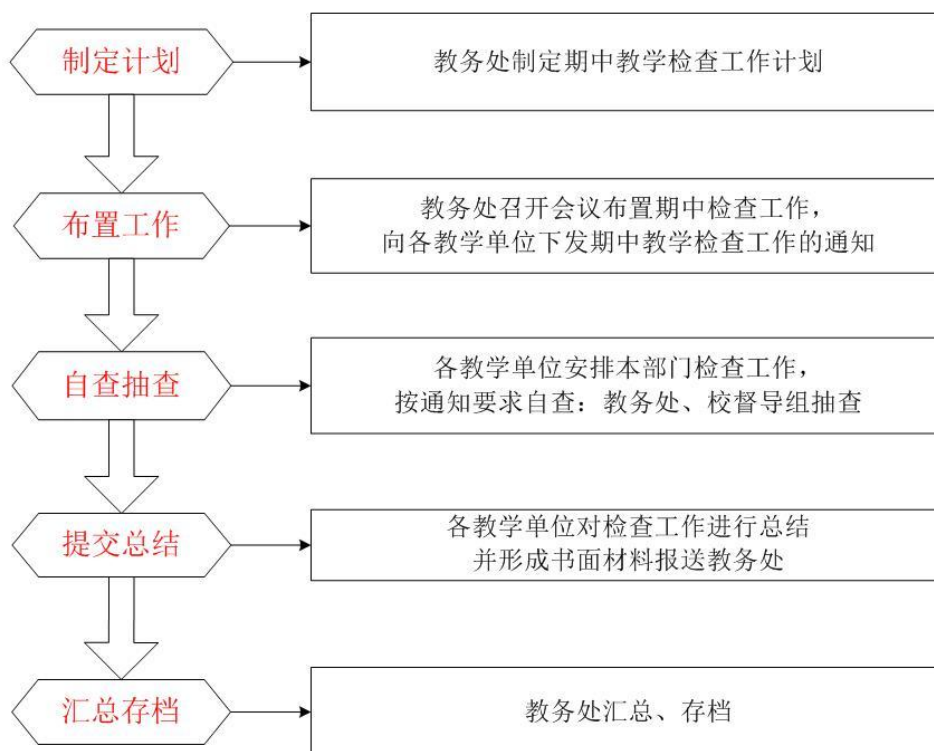 制定计划
教务处制定期中教学检查工作计划
布置工作
教务处召开会议布置期中检查工作，
向各教学单位下发期中教学检查工作的通知
自查抽查
各教学单位安排本部门检查工作，
按通知要求自查：教务处、校督导组抽查
提交总结
各教学单位对检查工作进行总结
并形成书面材料报送教务处
汇总存档
教务处汇总、存档